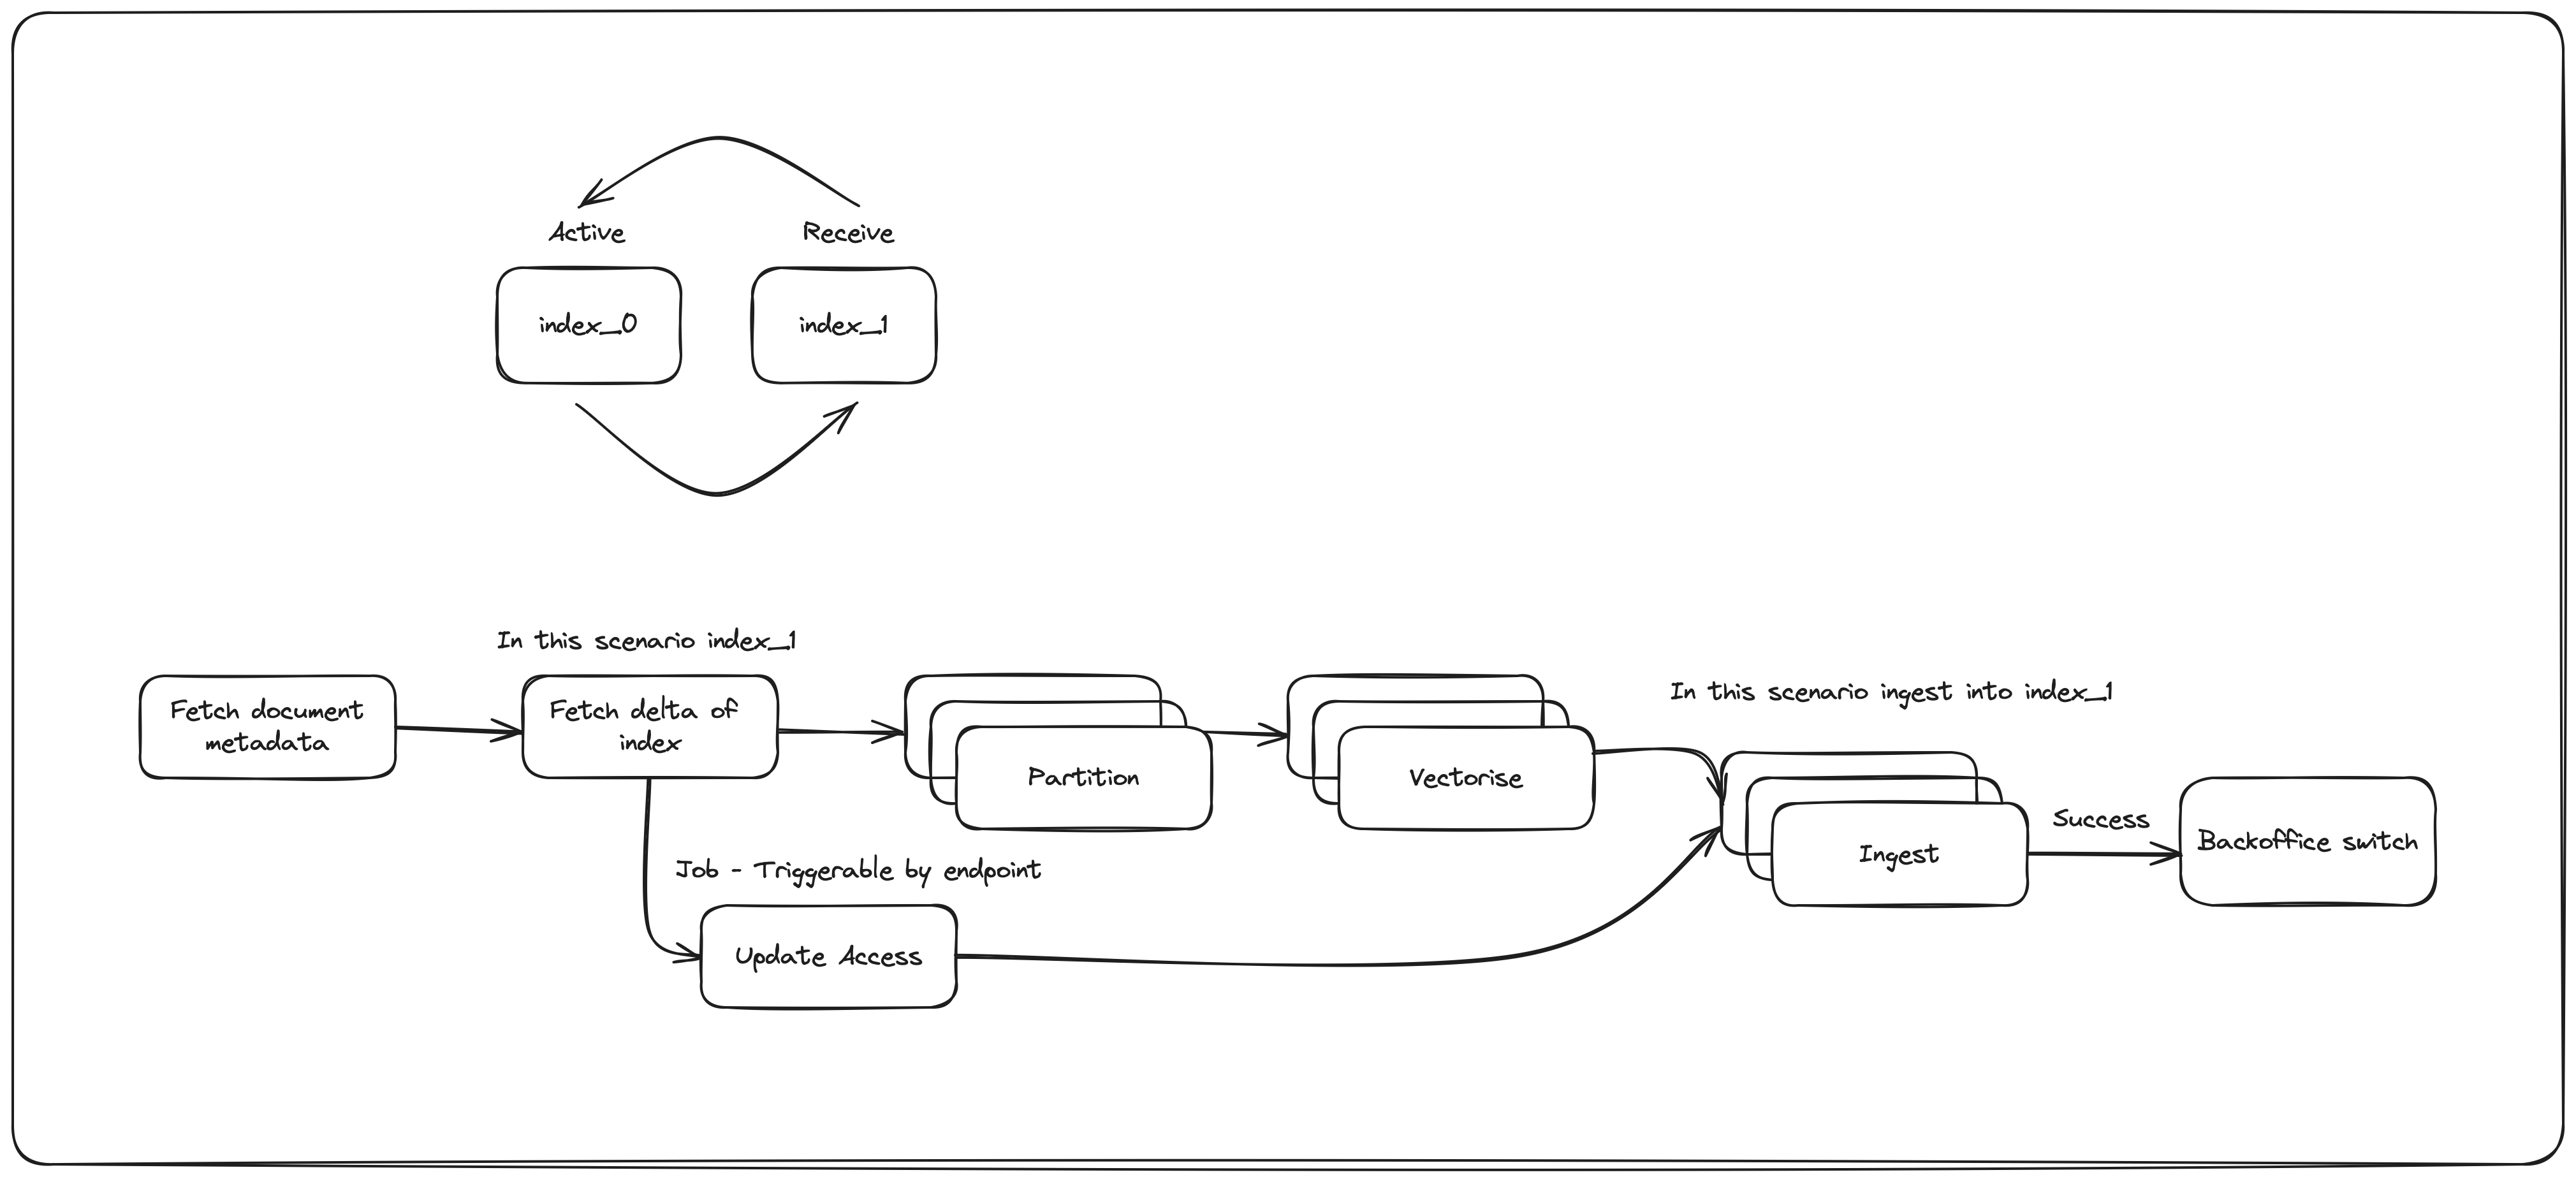 Active
Receive
index_0
index_1
In this scenario index_1
Fetch document
metadata
Fetch delta of
index
Partition
Vectorise
In this scenario ingest into index_1
Ingest
Success
Backoffice switch
Job - Triggerable by endpoint
Update Access